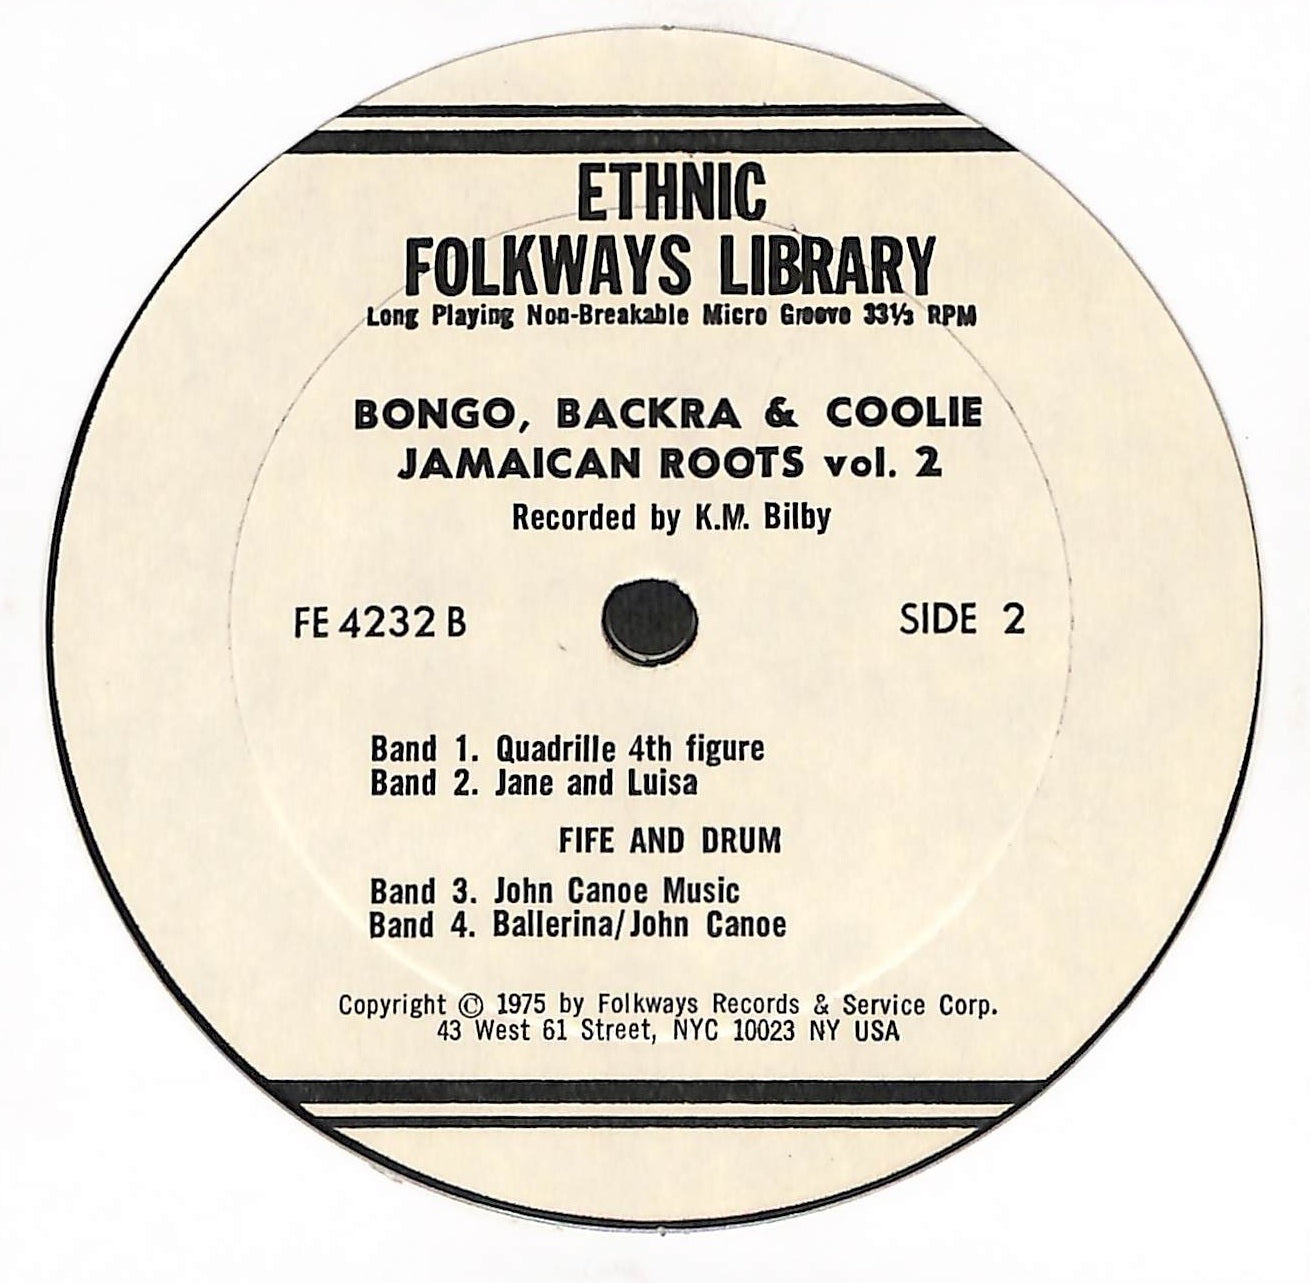 ETHNIC
FOLKWAYS LIBRARY
Long Playing Non-Breakable Micro Groove 33⅓ RPM
BONGO, BACKRA & COOLIE
JAMAICAN ROOTS vol. 2
Recorded by K.M. Bilby
FE 4232 B
SIDE 2
Band 1. Quadrille 4th figure
Band 2. Jane and Luisa
FIFE AND DRUM
Band 3. John Canoe Music
Band 4. Ballerina/John Canoe
Copyright © 1975 by Folkways Records & Service Corp.
43 West 61 Street, NYC 10023 NY USA